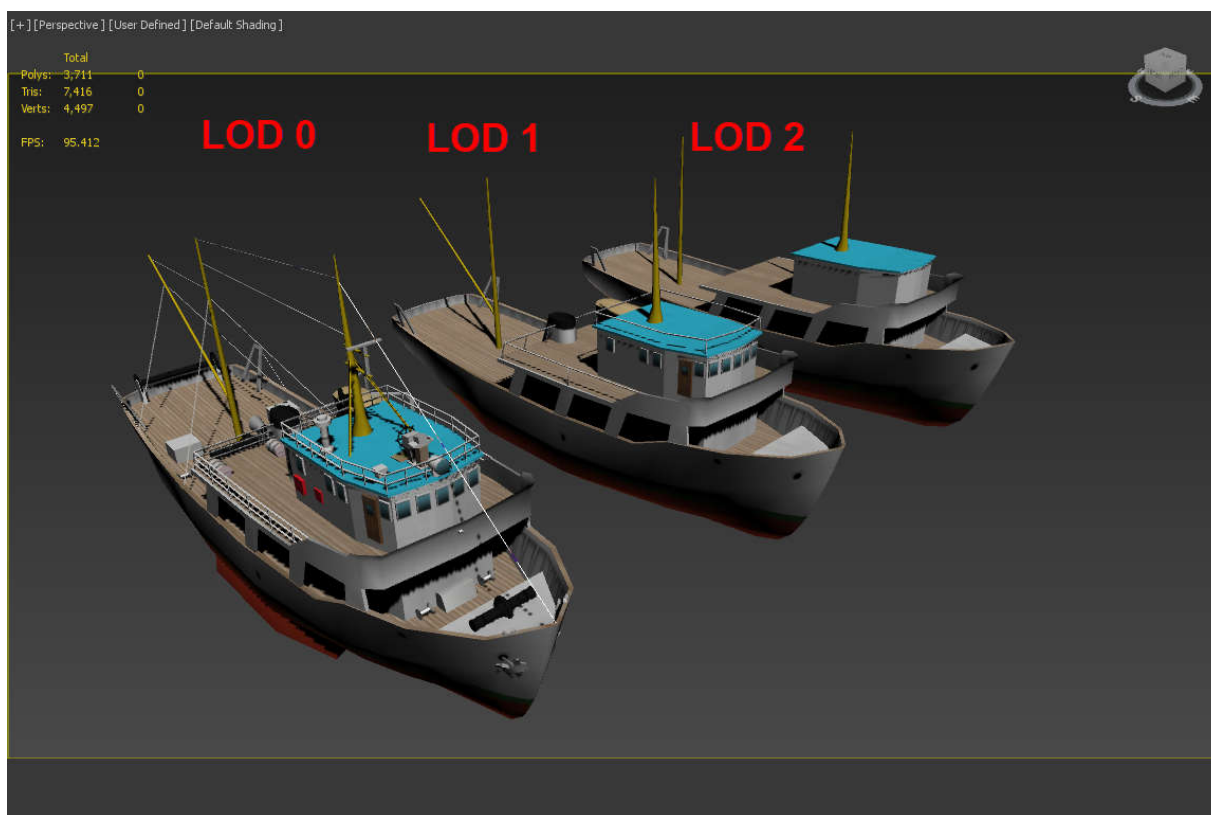 [+] [Perspective ] [User Defined ] [Default Shading ]
Total
Polys: 3,711 0
Tris: 7,416 0
Verts: 4,497 0
FPS: 95.412
LOD 0 LOD 1 LOD 2
S E